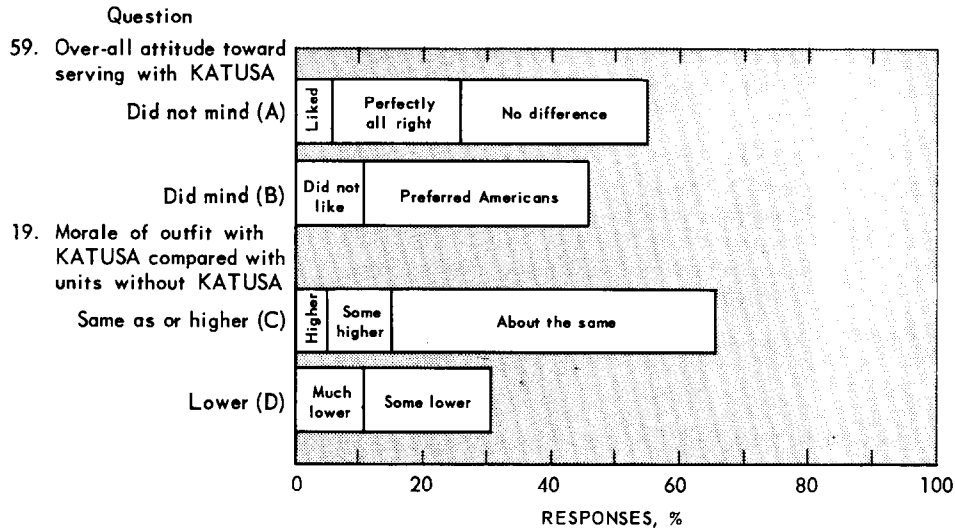 Question
59. Over-all attitude toward
serving with KATUSA
Did not mind (A)
Liked
Perfectly
all right
No difference
Did mind (B)
Did not
like
Preferred Americans
19. Morale of outfit with
KATUSA compared with
units without KATUSA
Same as or higher (C)
Higher
Some
higher
About the same
Lower (D)
Much
lower
Some lower
0 20 40 60 80 100
RESPONSES, %